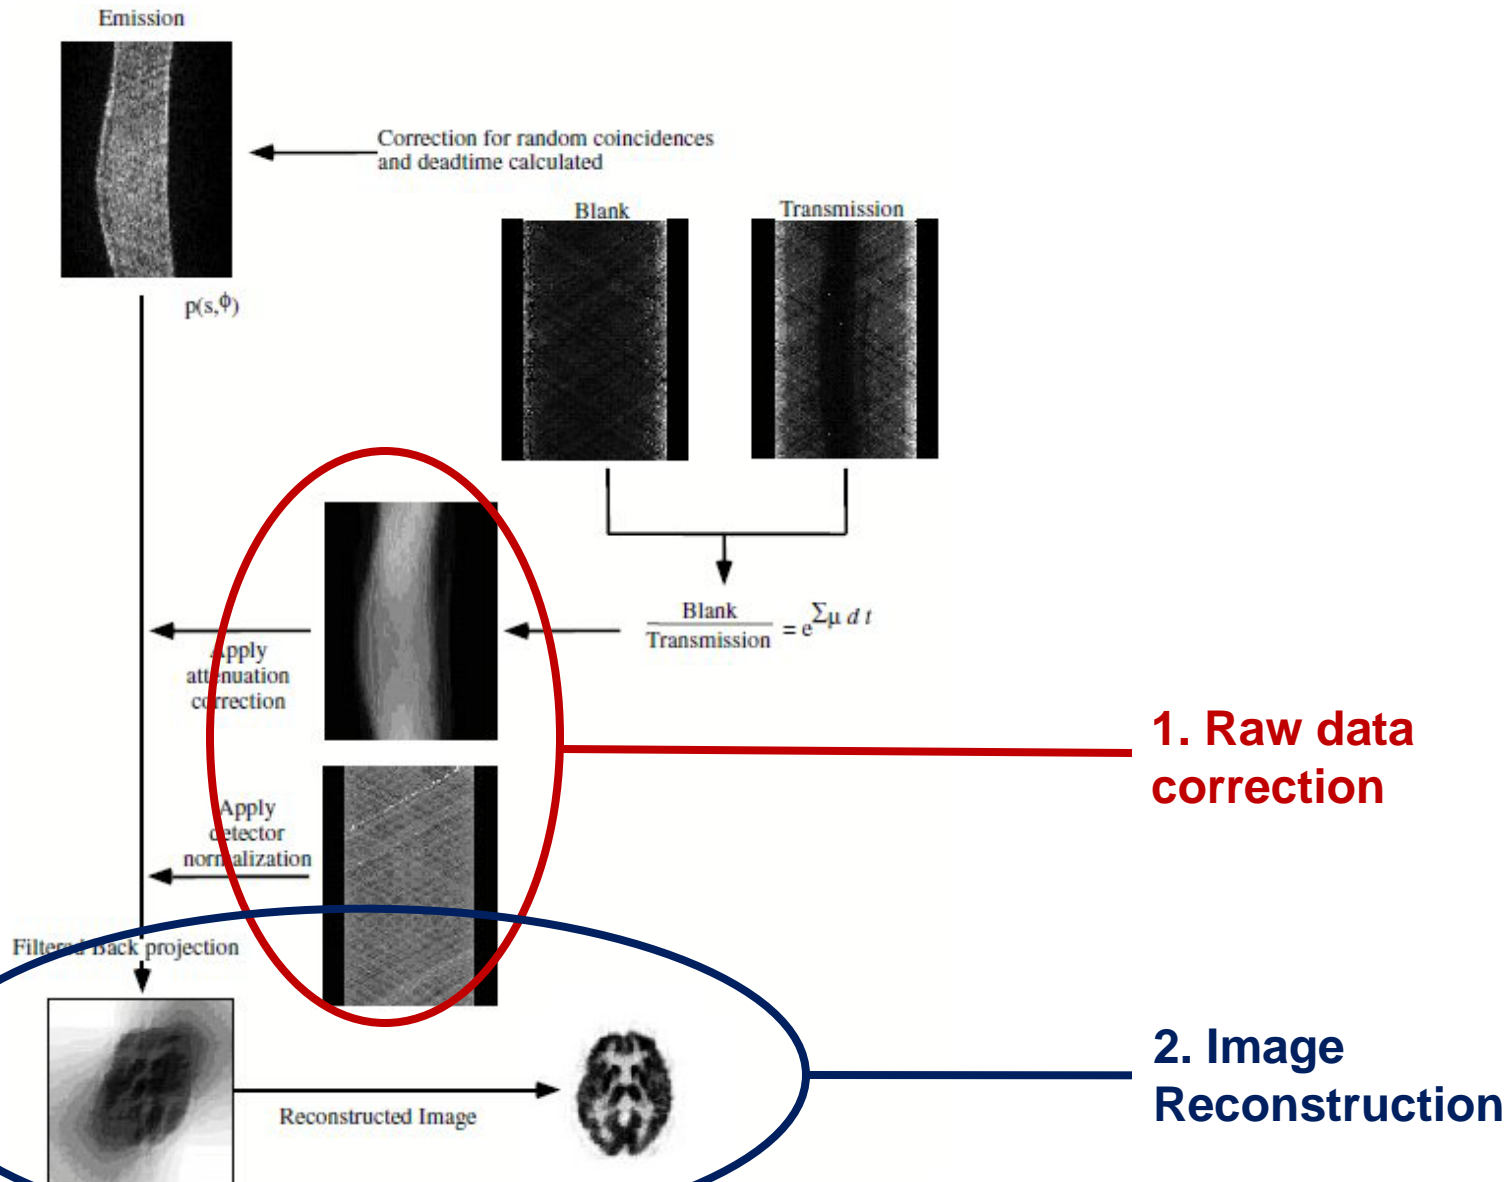 Emission
Correction for random coincidences
and deadtime calculated
Blank
Transmission
p(s,ϕ)
Blank
Transmission
= e^Σμ d t
Apply
attenuation
correction
1. Raw data
correction
Apply
detector
normalization
Filtered Back projection
2. Image
Reconstruction
Reconstructed Image